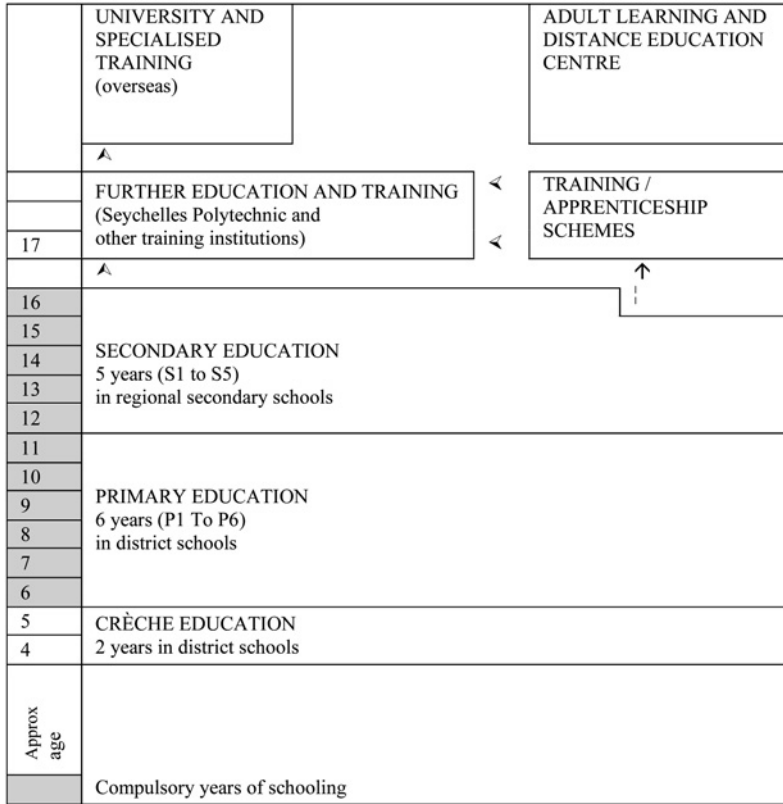 UNIVERSITY AND
SPECIALISED
TRAINING
(overseas)
ADULT LEARNING AND
DISTANCE EDUCATION
CENTRE
FURTHER EDUCATION AND TRAINING
(Seychelles Polytechnic and
other training institutions)
TRAINING /
APPRENTICESHIP
SCHEMES
17
16
15
14
13
12
SECONDARY EDUCATION
5 years (S1 to S5)
in regional secondary schools
11
10
9
8
7
6
PRIMARY EDUCATION
6 years (P1 To P6)
in district schools
5
4
CRÈCHE EDUCATION
2 years in district schools
Approx
age
Compulsory years of schooling